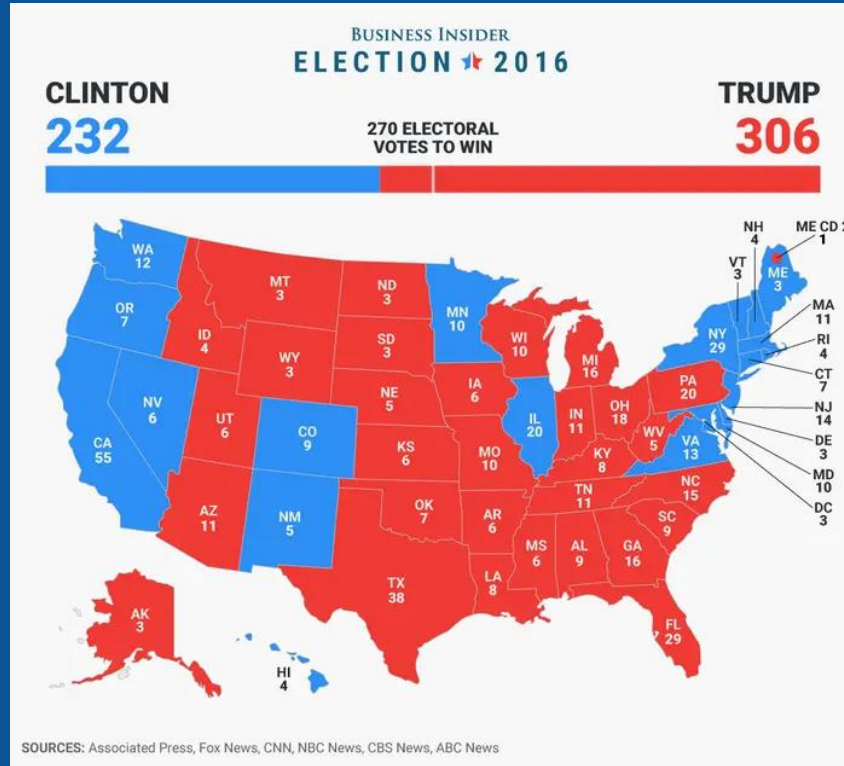 BUSINESS INSIDER
ELECTION 2016
CLINTON
232
270 ELECTORAL
VOTES TO WIN
TRUMP
306
WA
12
OR
7
CA
55
NV
6
ID
4
MT
3
WY
3
UT
6
AZ
11
CO
9
NM
5
ND
3
SD
3
NE
5
KS
6
OK
7
TX
38
MN
10
IA
6
MO
10
AR
6
LA
8
WI
10
IL
20
MI
16
IN
11
OH
18
KY
8
TN
11
MS
6
AL
9
GA
16
FL
29
SC
9
NC
15
VA
13
WV
5
PA
20
NY
29
VT
3
NH
4
ME CD 2
1
ME
3
MA
11
RI
4
CT
7
NJ
14
DE
3
MD
10
DC
3
AK
3
HI
4
SOURCES: Associated Press, Fox News, CNN, NBC News, CBS News, ABC News